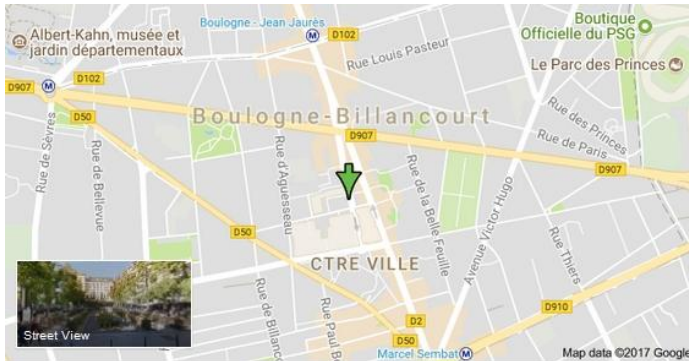 Boulogne - Jean Jaurès
D102
Boutique
Officielle du PSG
Albert-Kahn, musée et
jardin départementaux
Rue Louis Pasteur
Le Parc des Princes
D907
M
D102
D50
Boulogne-Billancourt
D907
Rue des Princes
Rue de Paris
D907
Rue de Sèvres
Rue de Bellevue
Rue d'Aguesseau
Rue de la Belle Feuille
Avenue Victor Hugo
D50
Rue Thiers
CTRE VILLE
Street View
Rue de Billanc
Rue Paul B
D2
D50
D910
Marcel Sembat
M
Map data ©2017 Google